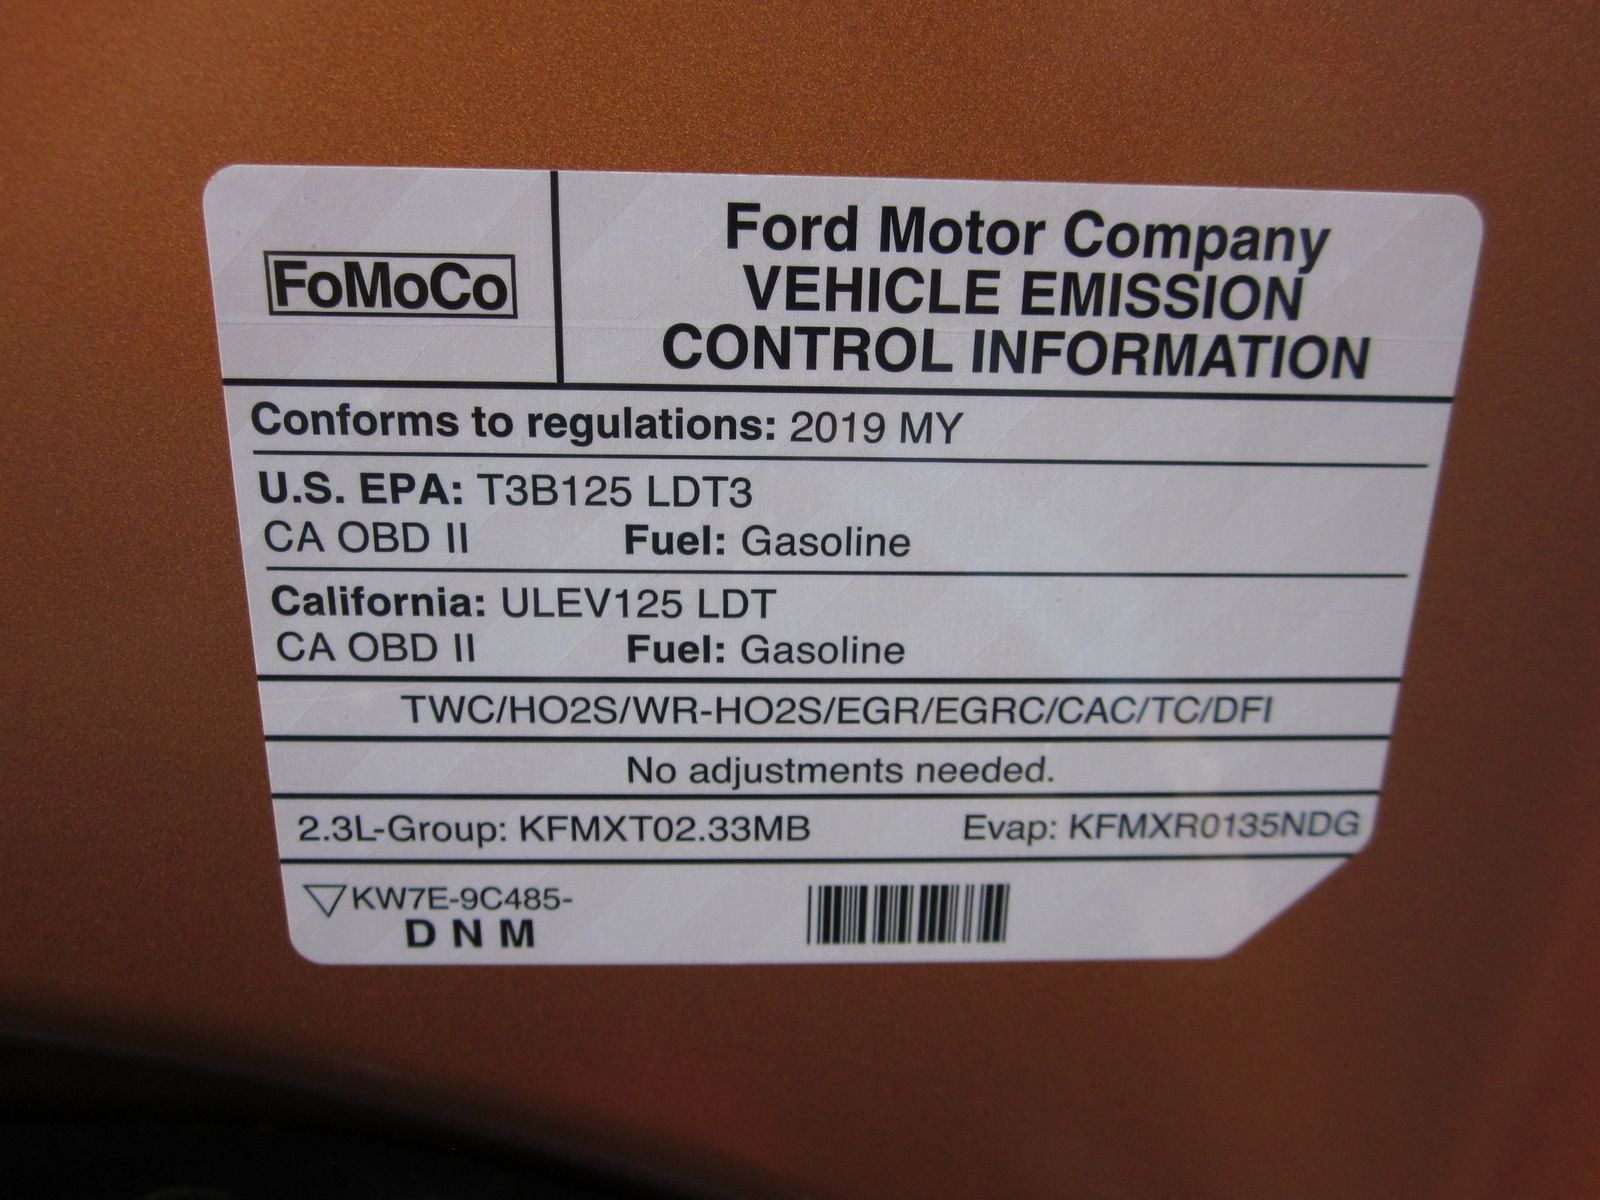 FoMoCo
Ford Motor Company
VEHICLE EMISSION
CONTROL INFORMATION
Conforms to regulations: 2019 MY
U.S. EPA: T3B125 LDT3
CA OBD II Fuel: Gasoline
California: ULEV125 LDT
CA OBD II Fuel: Gasoline
TWC/HO2S/WR-HO2S/EGR/EGRC/CAC/TC/DFI
No adjustments needed.
2.3L-Group: KFMXT02.33MB Evap: KFMXR0135NDG
KW7E-9C485-
D N M